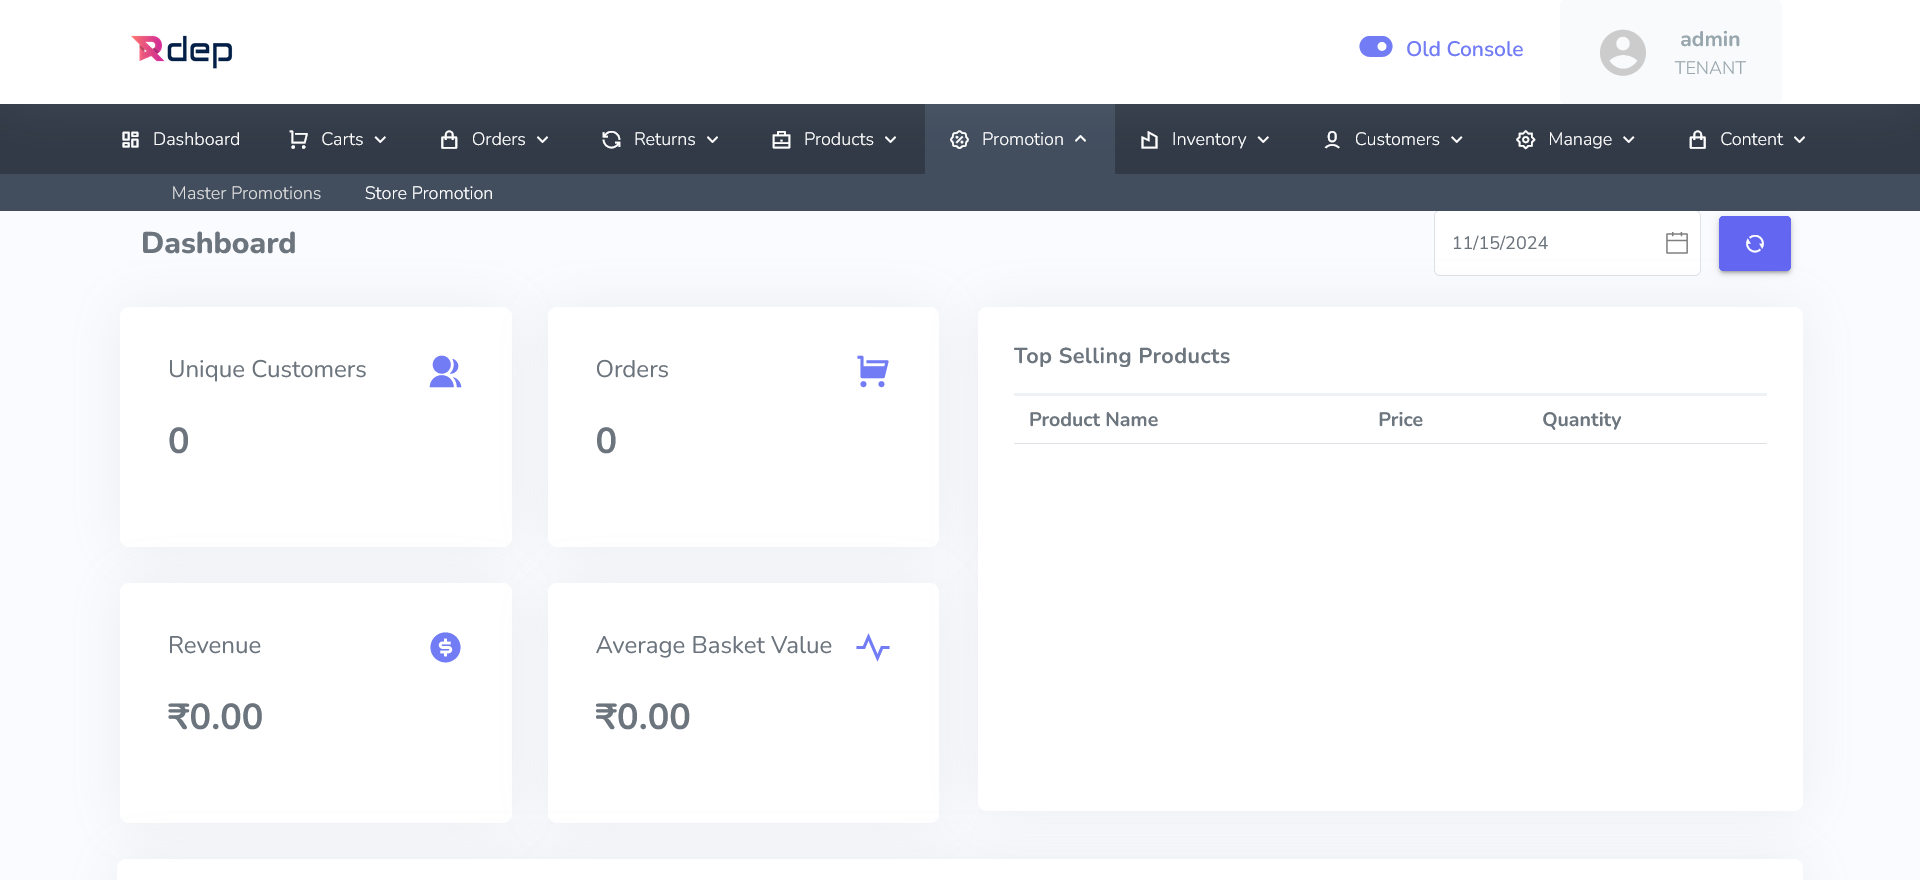 Rdep
Old Console
admin
TENANT
Dashboard Carts Orders Returns Products Promotion Inventory Customers Manage Content
Master Promotions Store Promotion
Dashboard
11/15/2024
Unique Customers
0
Orders
0
Revenue
₹0.00
Average Basket Value
₹0.00
Top Selling Products
Product Name Price Quantity